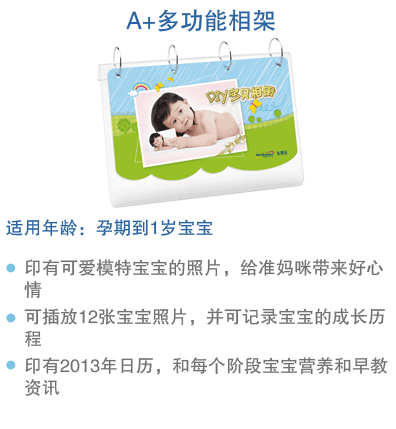 A+多功能相架
DIY宝贝相册
适用年龄：孕期到1岁宝宝
印有可爱模特宝宝的照片，给准妈咪带来好心
情
可插放12张宝宝照片，并可记录宝宝的成长历
程
印有2013年日历，和每个阶段宝宝营养和早教
资讯